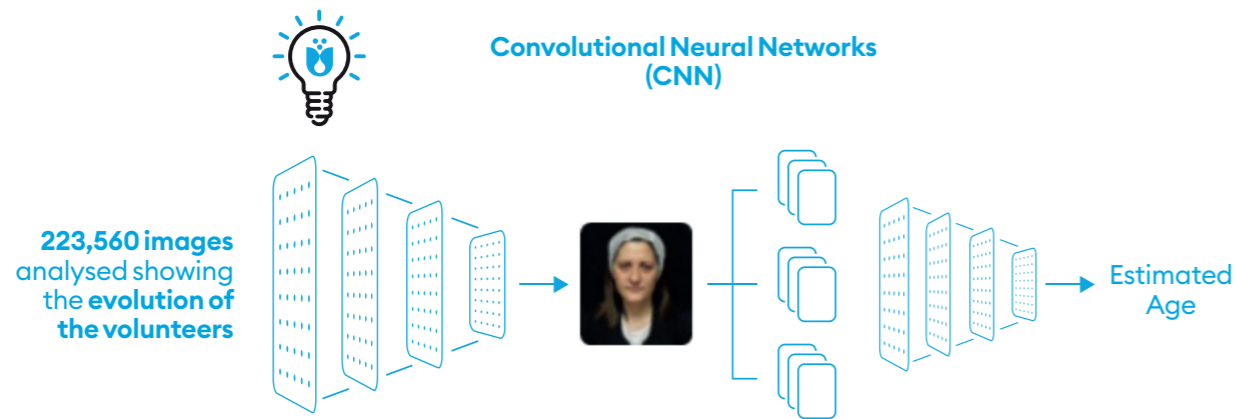 Convolutional Neural Networks
(CNN)
223,560 images
analysed showing
the evolution of
the volunteers
Estimated
Age